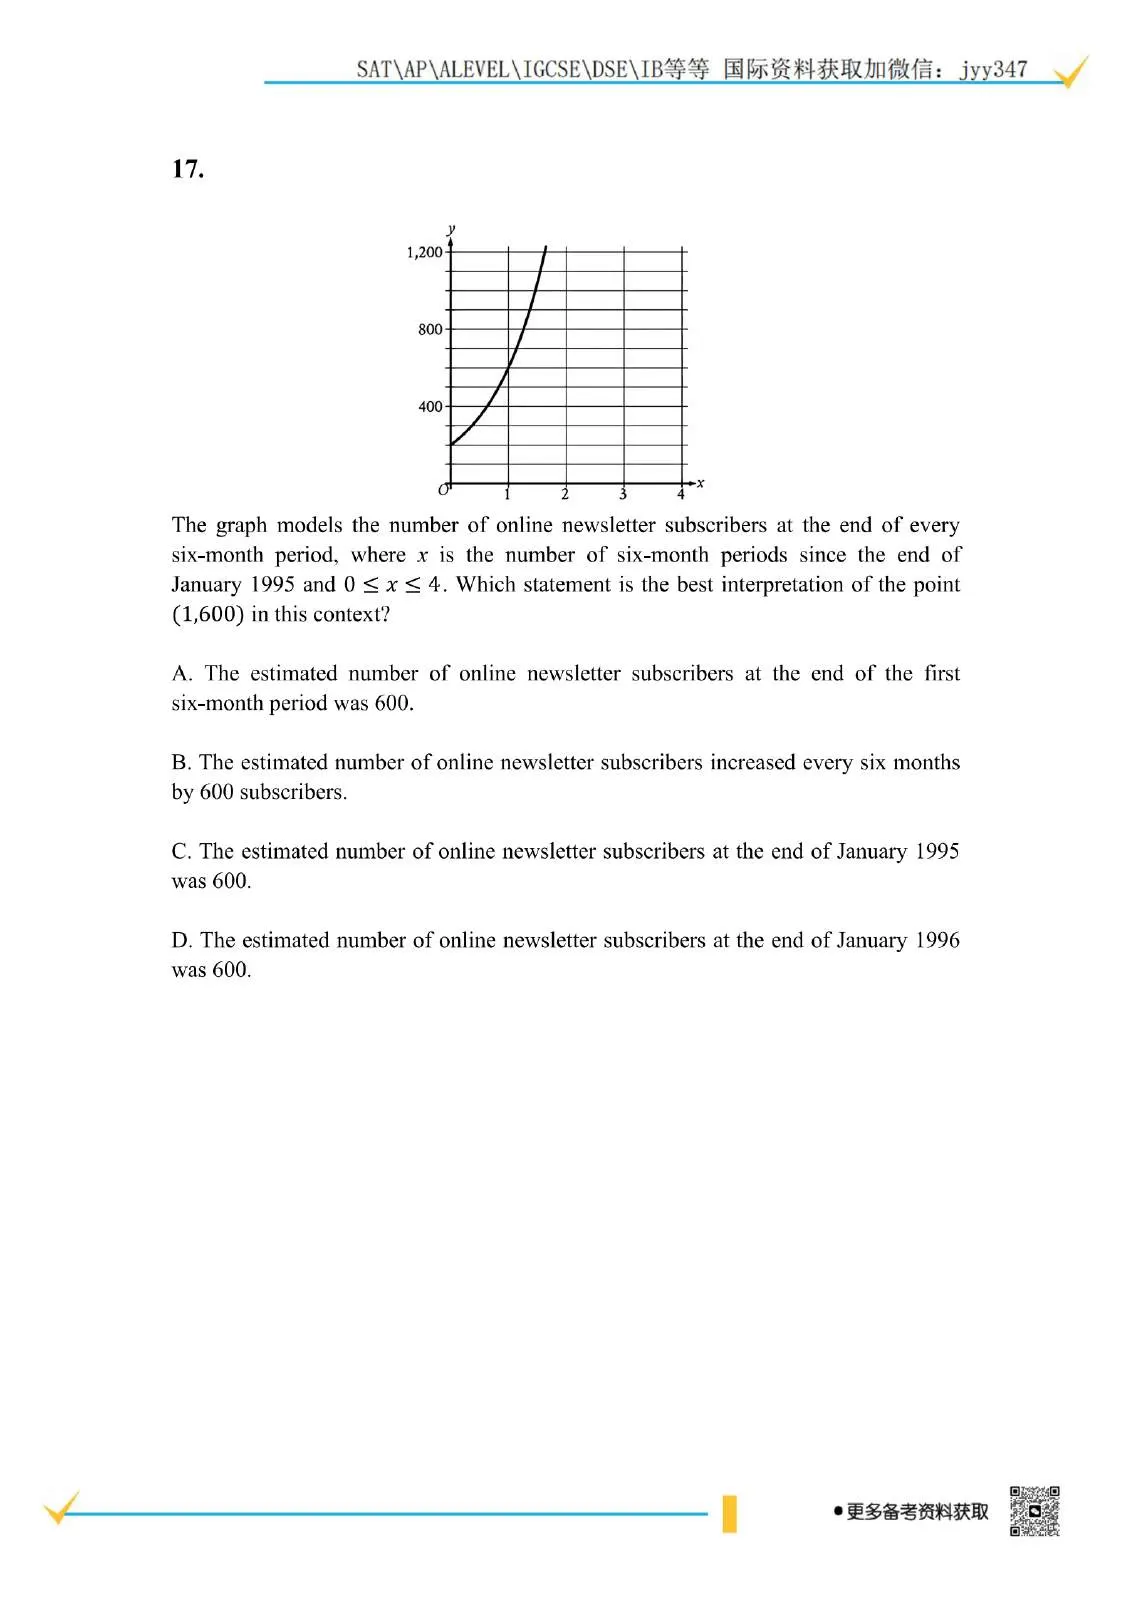 SAT\AP\ALEVEL\IGCSE\DSE\IB等等 国际资料获取加微信：jyy347
17.
y
1,200
800
400
O
1
2
3
4
x
The graph models the number of online newsletter subscribers at the end of every
six-month period, where x is the number of six-month periods since the end of
January 1995 and 0 ≤ x ≤ 4. Which statement is the best interpretation of the point
(1,600) in this context?
A. The estimated number of online newsletter subscribers at the end of the first
six-month period was 600.
B. The estimated number of online newsletter subscribers increased every six months
by 600 subscribers.
C. The estimated number of online newsletter subscribers at the end of January 1995
was 600.
D. The estimated number of online newsletter subscribers at the end of January 1996
was 600.
•更多备考资料获取